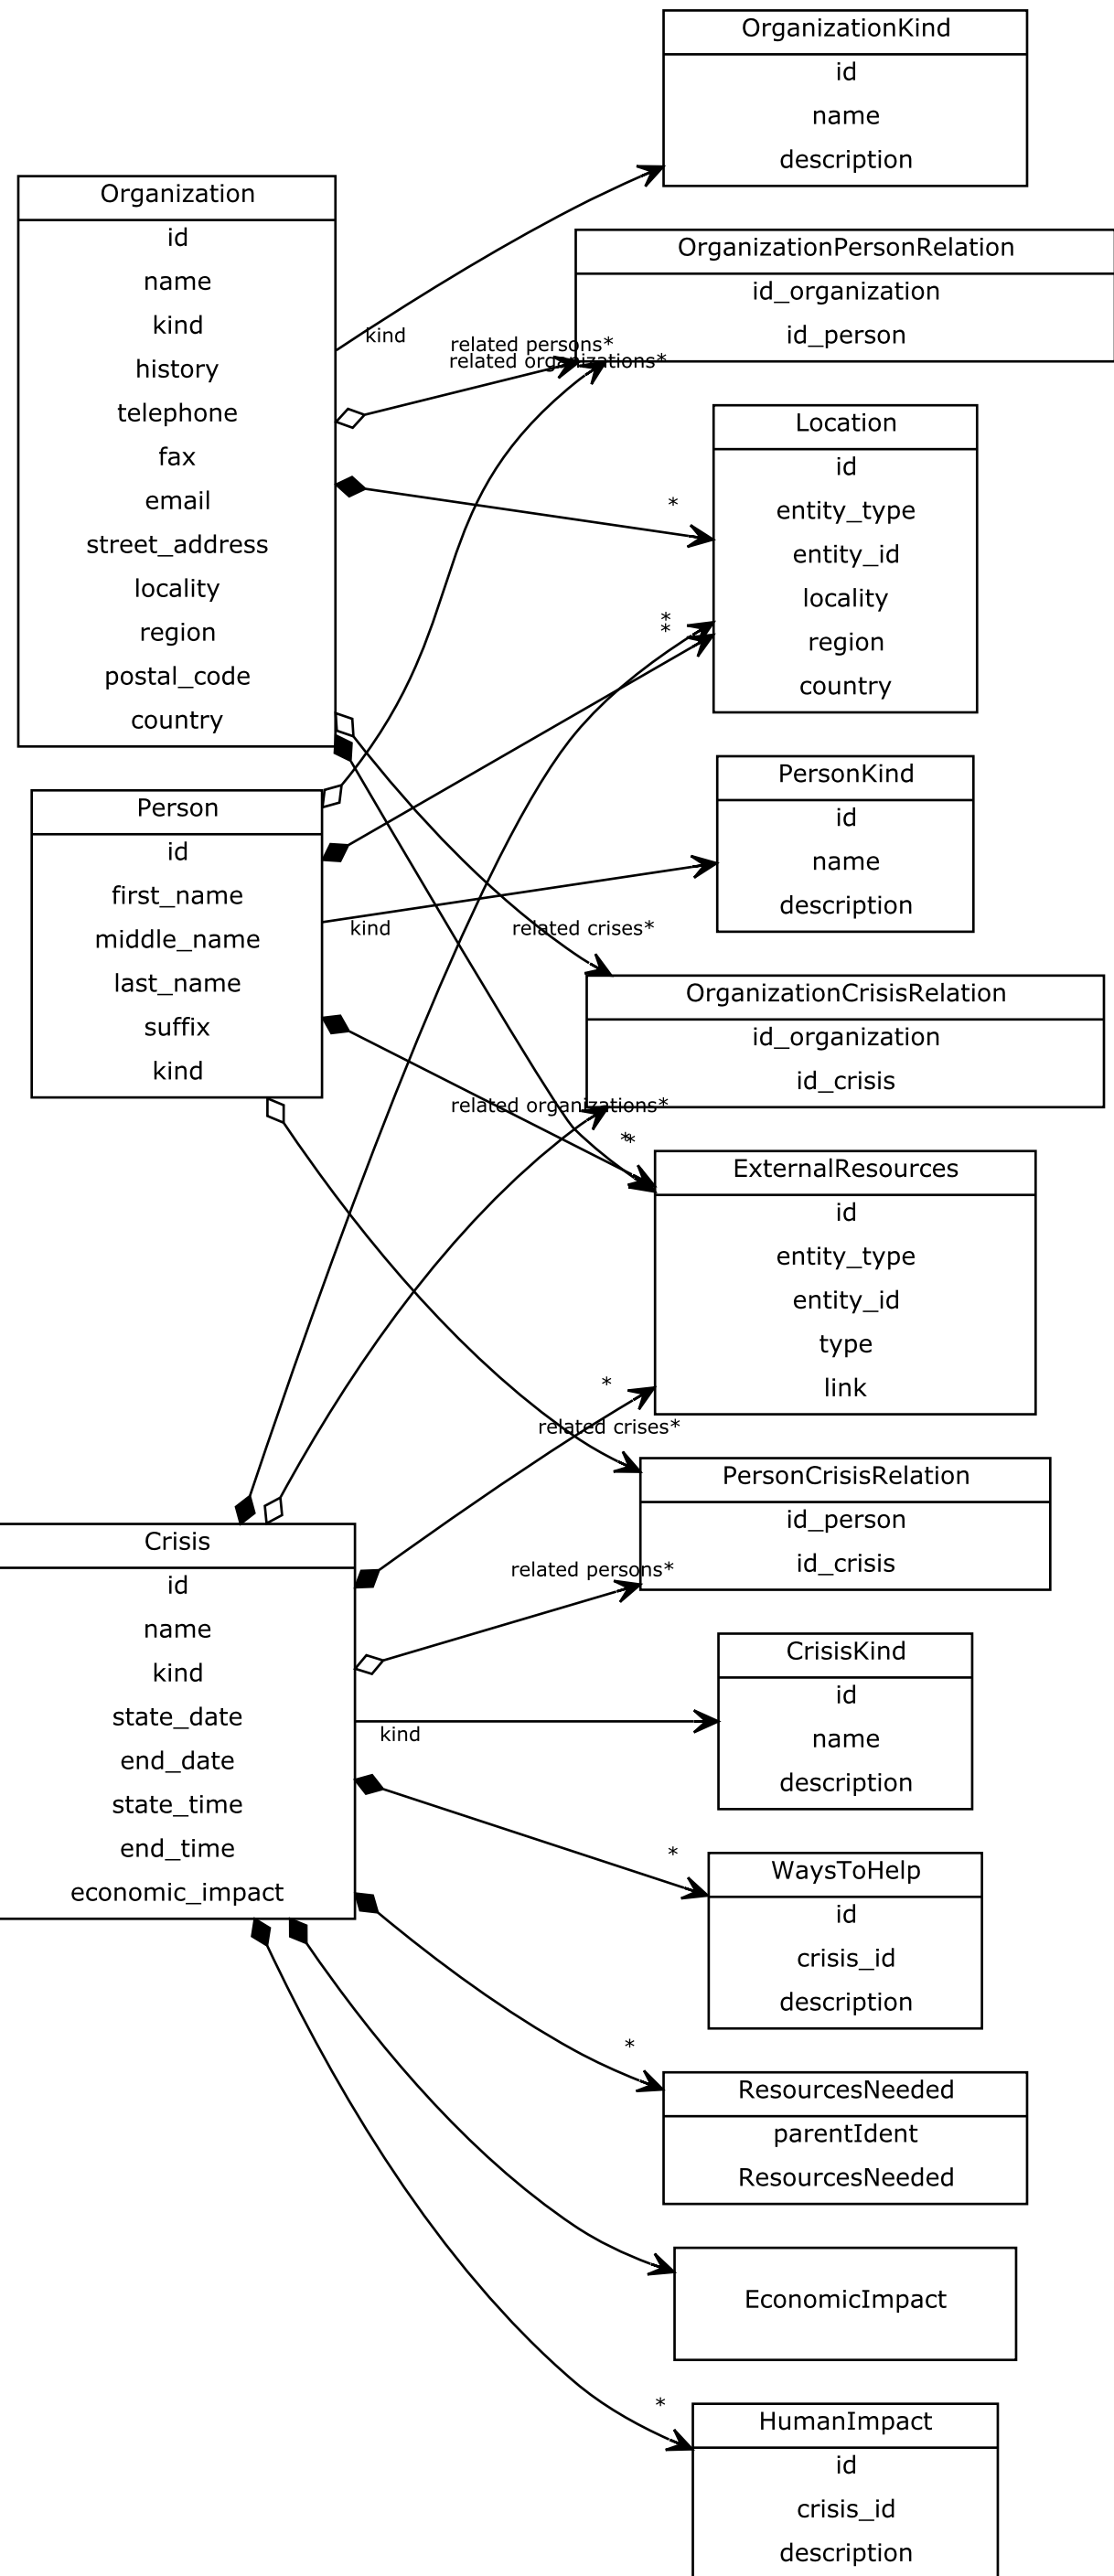 OrganizationKind
id
name
description
Organization
id
name
kind
history
telephone
fax
email
street_address
locality
region
postal_code
country
kind
OrganizationPersonRelation
id_organization
id_person
related persons*
related organizations*
Location
id
entity_type
entity_id
locality
region
country
*
*
*
Person
id
first_name
middle_name
last_name
suffix
kind
PersonKind
id
name
description
kind
related crises*
OrganizationCrisisRelation
id_organization
id_crisis
related organizations*
*
*
ExternalResources
id
entity_type
entity_id
type
link
*
related crises*
PersonCrisisRelation
id_person
id_crisis
related persons*
Crisis
id
name
kind
state_date
end_date
state_time
end_time
economic_impact
CrisisKind
id
name
description
kind
*
WaysToHelp
id
crisis_id
description
*
ResourcesNeeded
parentIdent
ResourcesNeeded
EconomicImpact
*
HumanImpact
id
crisis_id
description